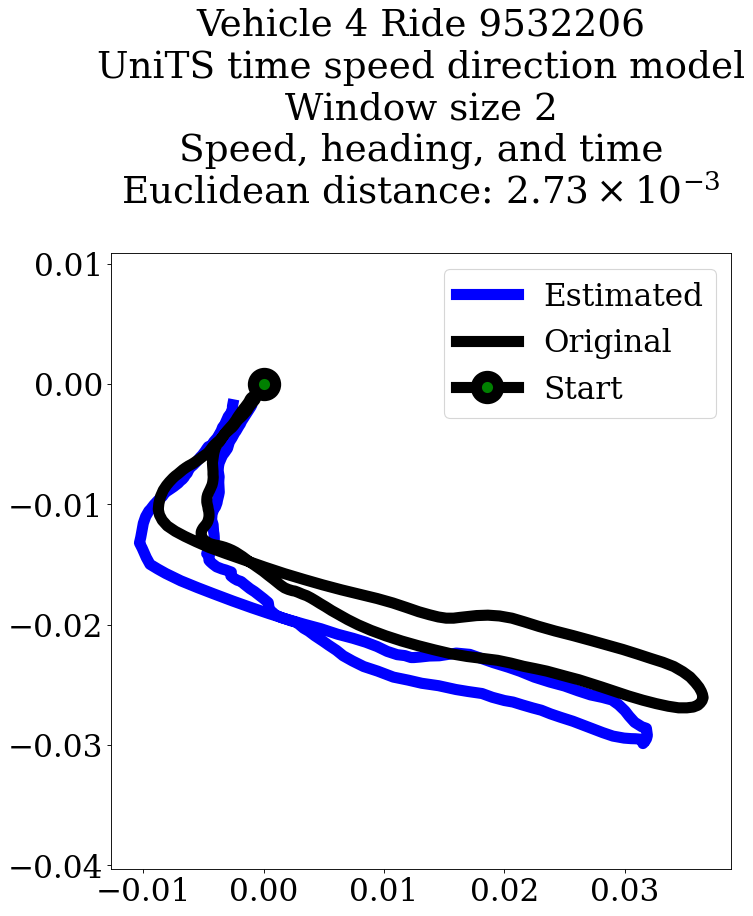 Vehicle 4 Ride 9532206
UniTS time speed direction model
Window size 2
Speed, heading, and time
Euclidean distance: 2.73 × 10⁻³
Estimated
Original
Start
0.01
0.00
−0.01
−0.02
−0.03
−0.04
−0.01 0.00 0.01 0.02 0.03